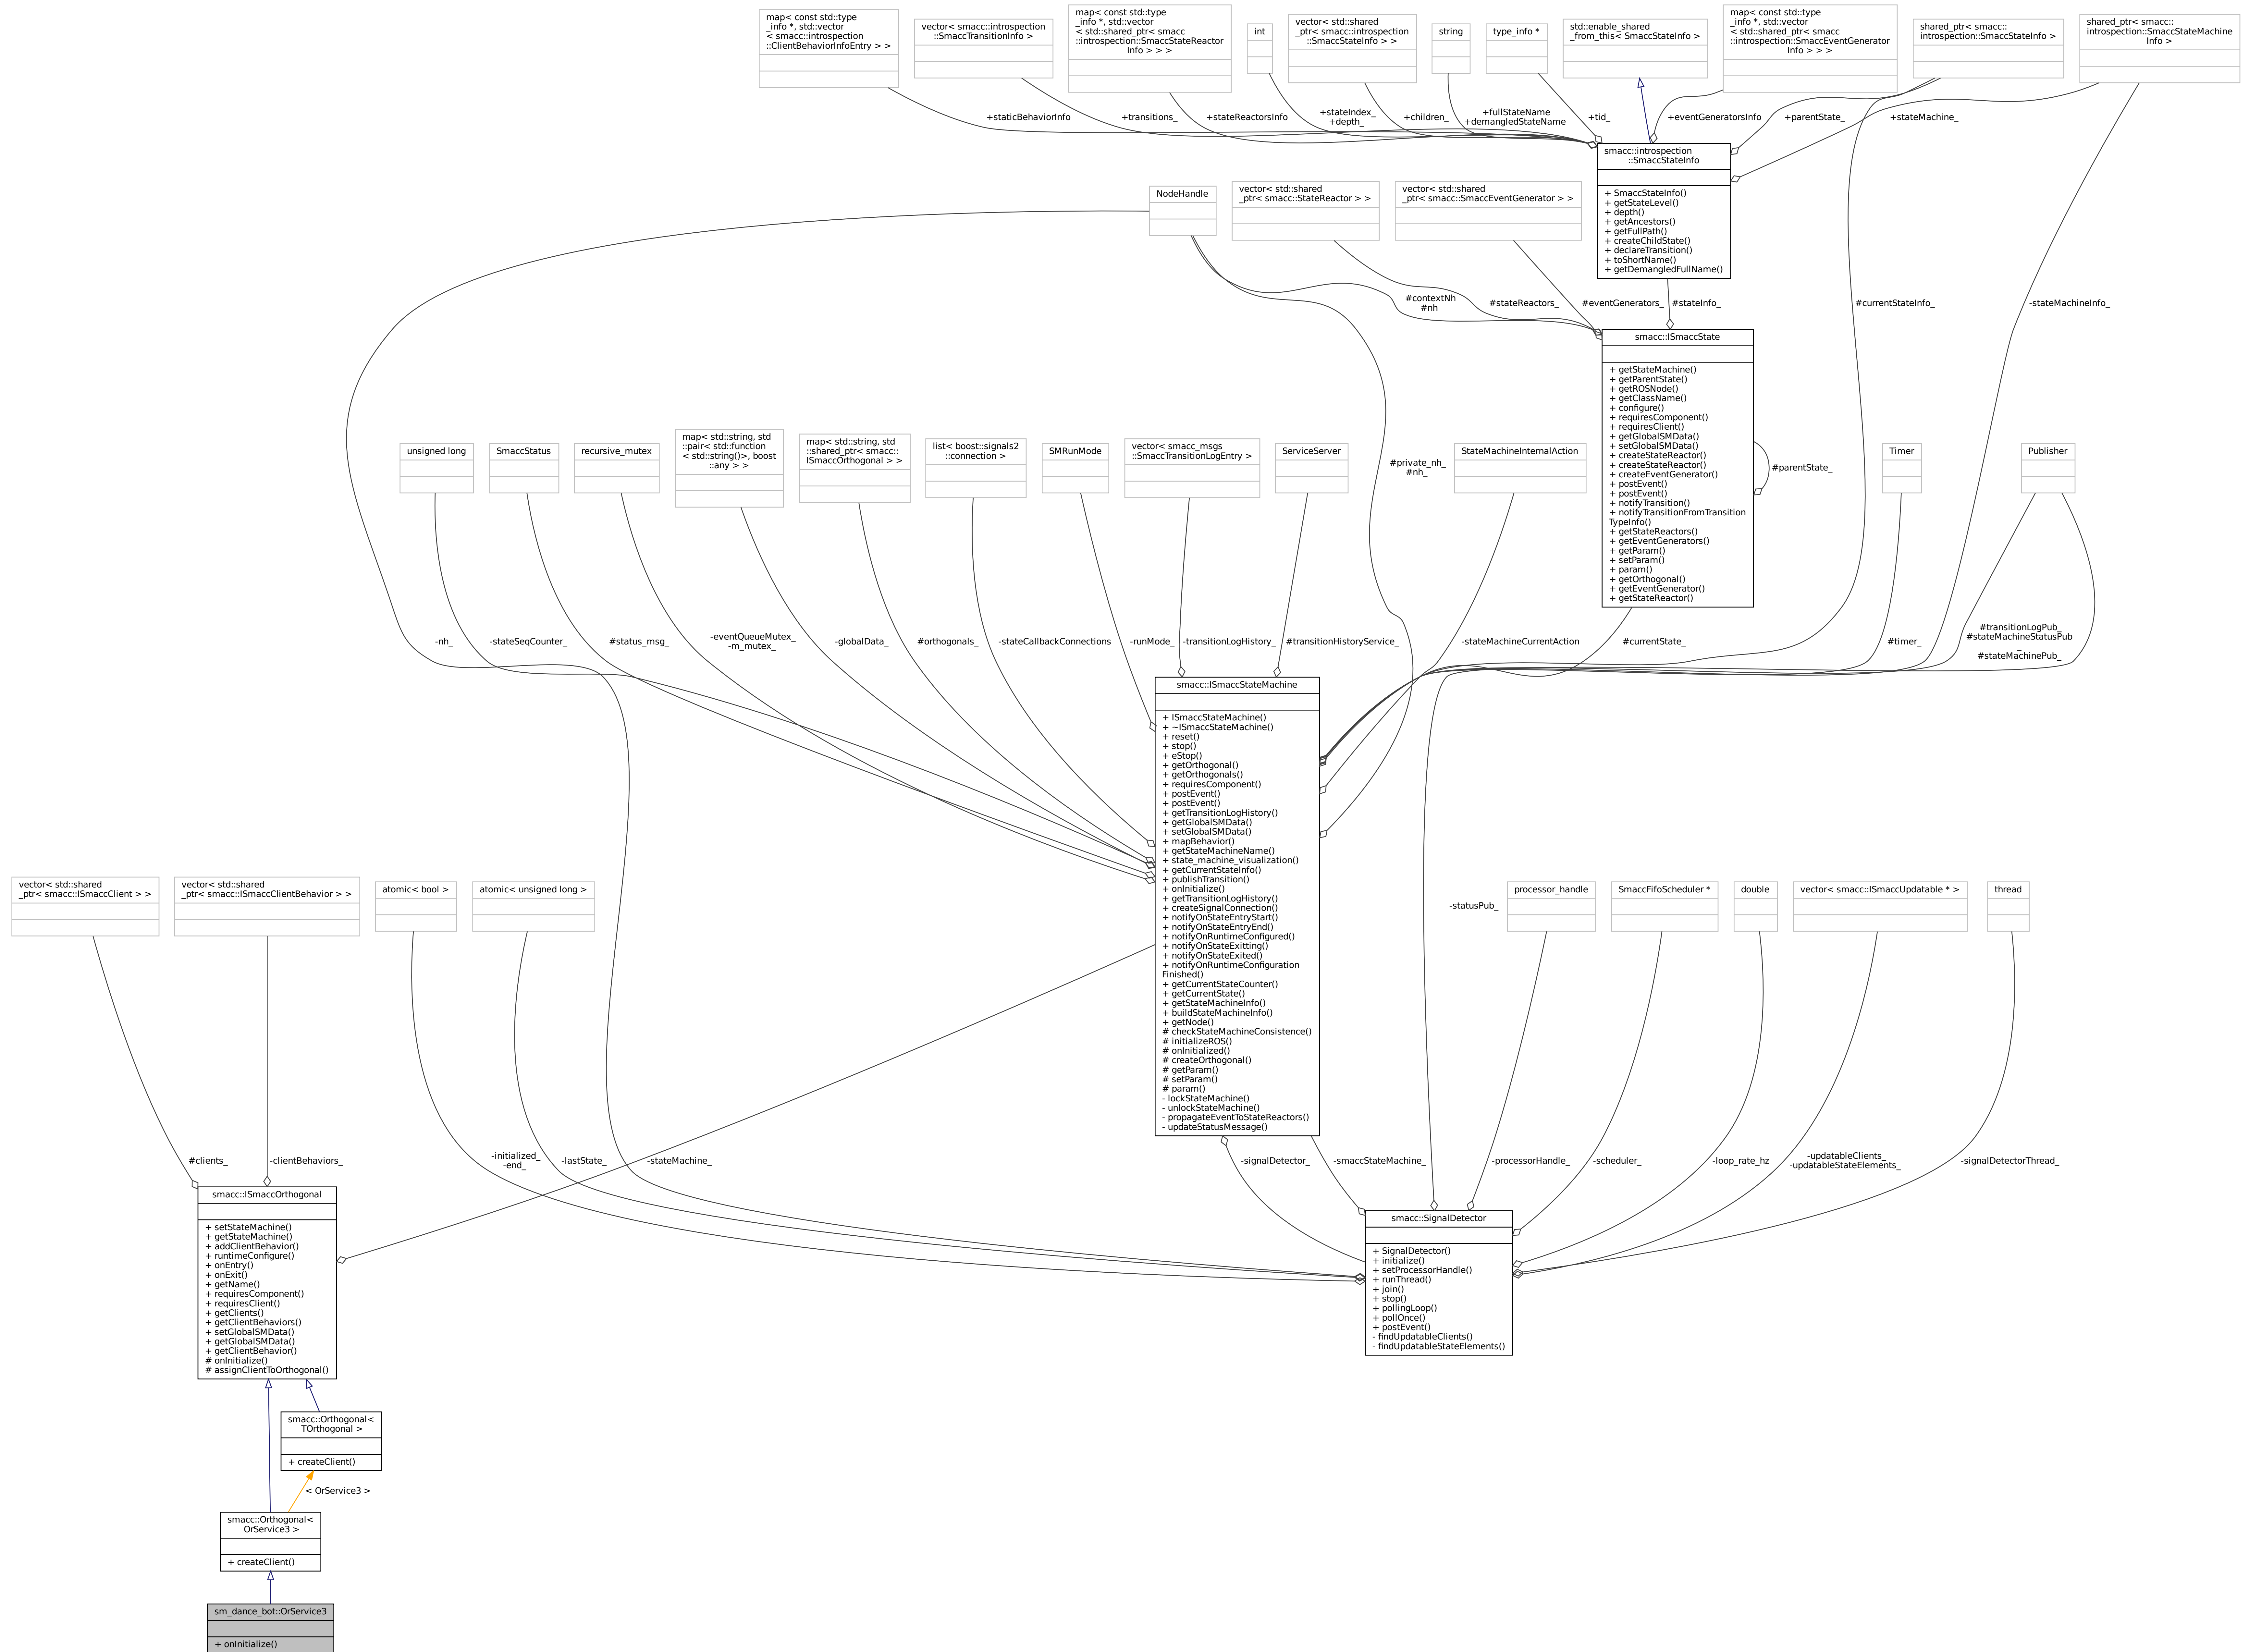 map< const std::type
_info *, std::vector
< smacc::introspection
::ClientBehaviorInfoEntry > >
vector< smacc::introspection
::SmaccTransitionInfo >
map< const std::type
_info *, std::vector
< std::shared_ptr< smacc
::introspection::SmaccStateReactor
Info > > >
int
vector< std::shared
_ptr< smacc::introspection
::SmaccStateInfo > >
string
type_info *
std::enable_shared
_from_this< SmaccStateInfo >
map< const std::type
_info *, std::vector
< std::shared_ptr< smacc
::introspection::SmaccEventGenerator
Info > > >
shared_ptr< smacc::
introspection::SmaccStateInfo >
shared_ptr< smacc::
introspection::SmaccStateMachine
Info >
+staticBehaviorInfo
+transitions_
+stateReactorsInfo
+stateIndex_
+depth_
+children_
+fullStateName
+demangledStateName
+tid_
+eventGeneratorsInfo
+parentState_
+stateMachine_
smacc::introspection
::SmaccStateInfo
+ SmaccStateInfo()
+ getStateLevel()
+ depth()
+ getAncestors()
+ getFullPath()
+ createChildState()
+ declareTransition()
+ toShortName()
+ getDemangledFullName()
NodeHandle
vector< std::shared
_ptr< smacc::StateReactor > >
vector< std::shared
_ptr< smacc::SmaccEventGenerator > >
#contextNh
#nh
#stateReactors_
#eventGenerators_
#stateInfo_
#currentStateInfo_
-stateMachineInfo_
smacc::ISmaccState
+ getStateMachine()
+ getParentState()
+ getROSNode()
+ getClassName()
+ configure()
+ requiresComponent()
+ requiresClient()
+ getGlobalSMData()
+ setGlobalSMData()
+ createStateReactor()
+ createStateReactor()
+ createEventGenerator()
+ postEvent()
+ postEvent()
+ notifyTransition()
+ notifyTransitionFromTransition
TypeInfo()
+ getStateReactors()
+ getEventGenerators()
+ getParam()
+ setParam()
+ param()
+ getOrthogonal()
+ getEventGenerator()
+ getStateReactor()
#parentState_
unsigned long
SmaccStatus
recursive_mutex
map< std::string, std
::pair< std::function
< std::string()>, boost
::any > >
map< std::string, std
::shared_ptr< smacc::
ISmaccOrthogonal > >
list< boost::signals2
::connection >
SMRunMode
vector< smacc_msgs
::SmaccTransitionLogEntry >
ServiceServer
#private_nh_
#nh_
StateMachineInternalAction
Timer
Publisher
-nh_
-stateSeqCounter_
#status_msg_
-eventQueueMutex_
-m_mutex_
-globalData_
#orthogonals_
-stateCallbackConnections
-runMode_
-transitionLogHistory_
#transitionHistoryService_
-stateMachineCurrentAction
#currentState_
#timer_
#transitionLogPub_
#stateMachineStatusPub
_
#stateMachinePub_
smacc::ISmaccStateMachine
+ ISmaccStateMachine()
+ ~ISmaccStateMachine()
+ reset()
+ stop()
+ eStop()
+ getOrthogonal()
+ getOrthogonals()
+ requiresComponent()
+ postEvent()
+ postEvent()
+ getTransitionLogHistory()
+ getGlobalSMData()
+ setGlobalSMData()
+ mapBehavior()
+ getStateMachineName()
+ state_machine_visualization()
+ getCurrentStateInfo()
+ publishTransition()
+ onInitialize()
+ getTransitionLogHistory()
+ createSignalConnection()
+ notifyOnStateEntryStart()
+ notifyOnStateEntryEnd()
+ notifyOnRuntimeConfigured()
+ notifyOnStateExitting()
+ notifyOnStateExited()
+ notifyOnRuntimeConfiguration
Finished()
+ getCurrentStateCounter()
+ getCurrentState()
+ getStateMachineInfo()
+ buildStateMachineInfo()
+ getNode()
# checkStateMachineConsistence()
# initializeROS()
# onInitialized()
# createOrthogonal()
# getParam()
# setParam()
# param()
- lockStateMachine()
- unlockStateMachine()
- propagateEventToStateReactors()
- updateStatusMessage()
vector< std::shared
_ptr< smacc::ISmaccClient > >
vector< std::shared
_ptr< smacc::ISmaccClientBehavior > >
atomic< bool >
atomic< unsigned long >
-statusPub_
processor_handle
SmaccFifoScheduler *
double
vector< smacc::ISmaccUpdatable * >
thread
#clients_
-clientBehaviors_
-initialized_
-end_
-lastState_
-stateMachine_
-signalDetector_
-smaccStateMachine_
-processorHandle_
-scheduler_
-loop_rate_hz
-updatableClients_
-updatableStateElements_
-signalDetectorThread_
smacc::ISmaccOrthogonal
+ setStateMachine()
+ getStateMachine()
+ addClientBehavior()
+ runtimeConfigure()
+ onEntry()
+ onExit()
+ getName()
+ requiresComponent()
+ requiresClient()
+ getClients()
+ getClientBehaviors()
+ setGlobalSMData()
+ getGlobalSMData()
+ getClientBehavior()
# onInitialize()
# assignClientToOrthogonal()
smacc::SignalDetector
+ SignalDetector()
+ initialize()
+ setProcessorHandle()
+ runThread()
+ join()
+ stop()
+ pollingLoop()
+ pollOnce()
+ postEvent()
- findUpdatableClients()
- findUpdatableStateElements()
smacc::Orthogonal<
TOrthogonal >
+ createClient()
< OrService3 >
smacc::Orthogonal<
OrService3 >
+ createClient()
sm_dance_bot::OrService3
+ onInitialize()